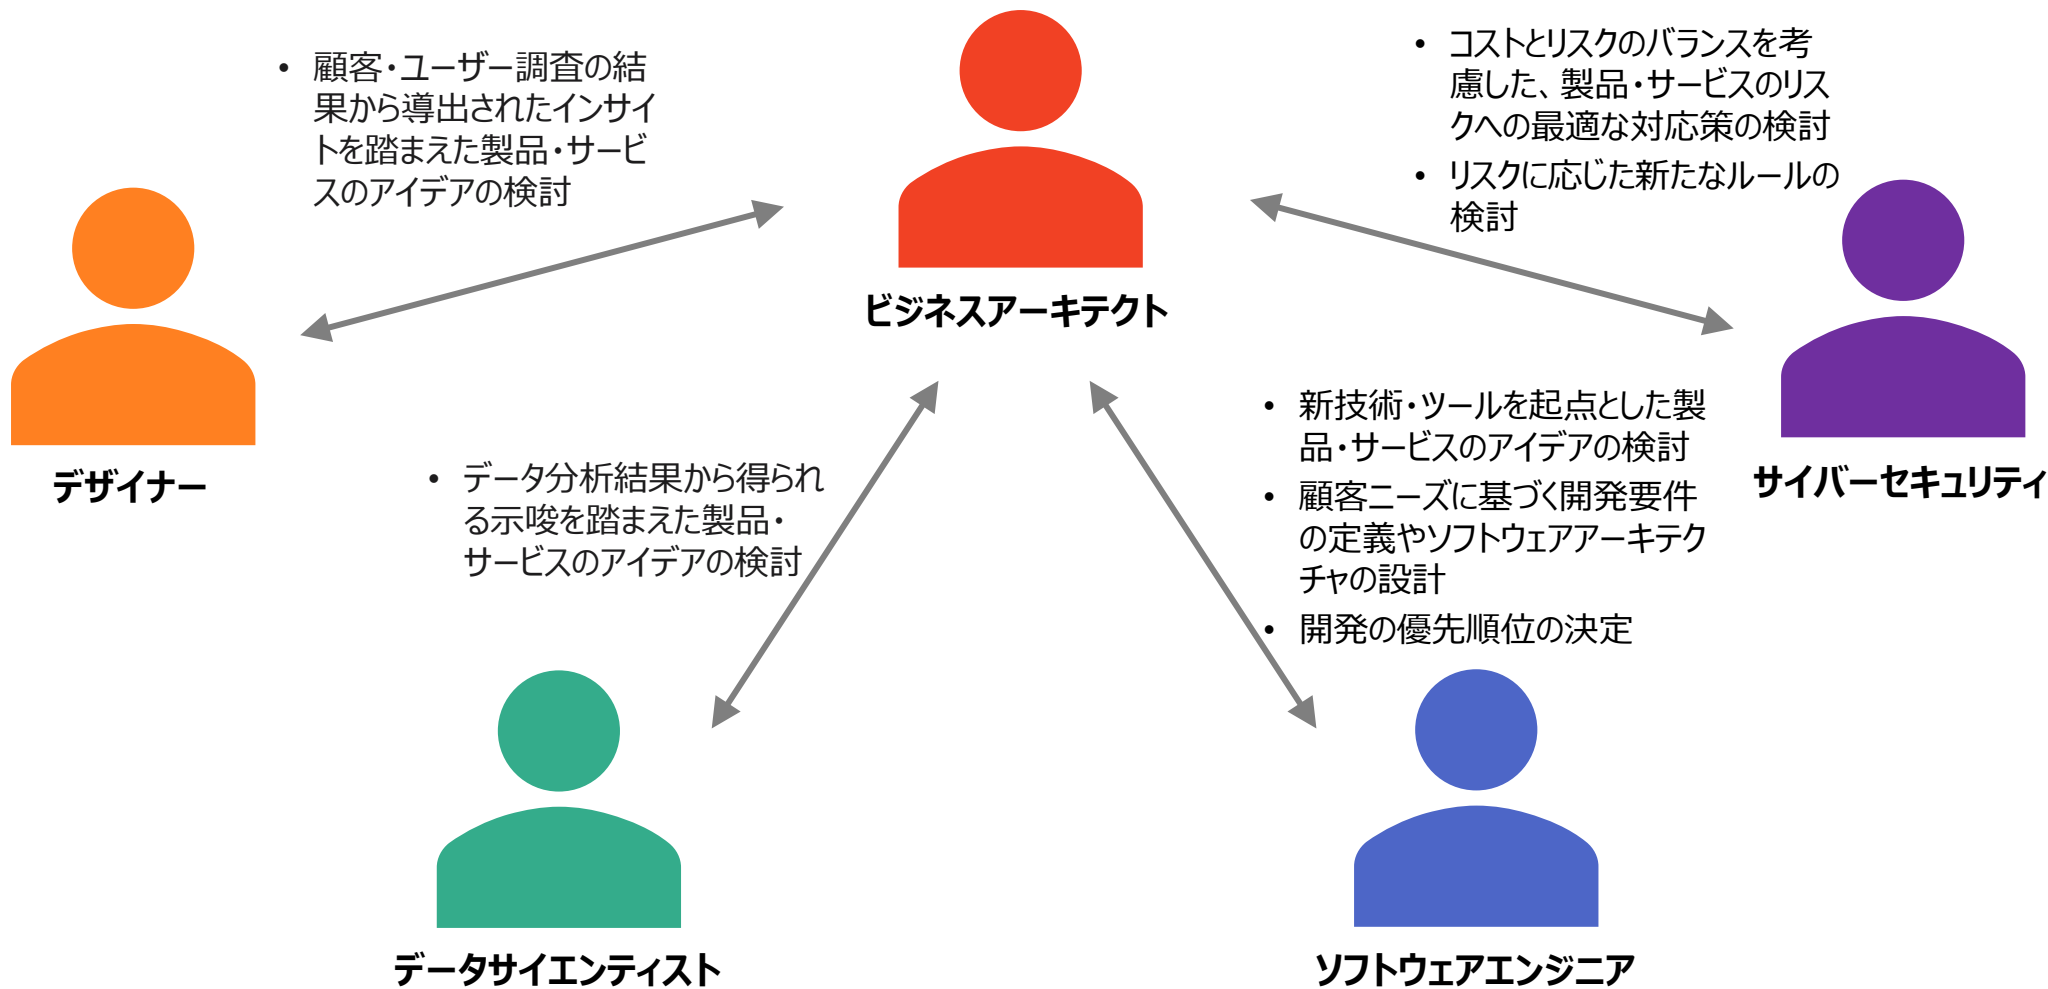 • 顧客・ユーザー調査の結
果から導出されたインサイ
トを踏まえた製品・サービ
スのアイデアの検討
• コストとリスクのバランスを考
慮した、製品・サービスのリス
クへの最適な対応策の検討
• リスクに応じた新たなルールの
検討
ビジネスアーキテクト
デザイナー
サイバーセキュリティ
• データ分析結果から得られ
る示唆を踏まえた製品・
サービスのアイデアの検討
• 新技術・ツールを起点とした製
品・サービスのアイデアの検討
• 顧客ニーズに基づく開発要件
の定義やソフトウェアアーキテク
チャの設計
• 開発の優先順位の決定
データサイエンティスト
ソフトウェアエンジニア